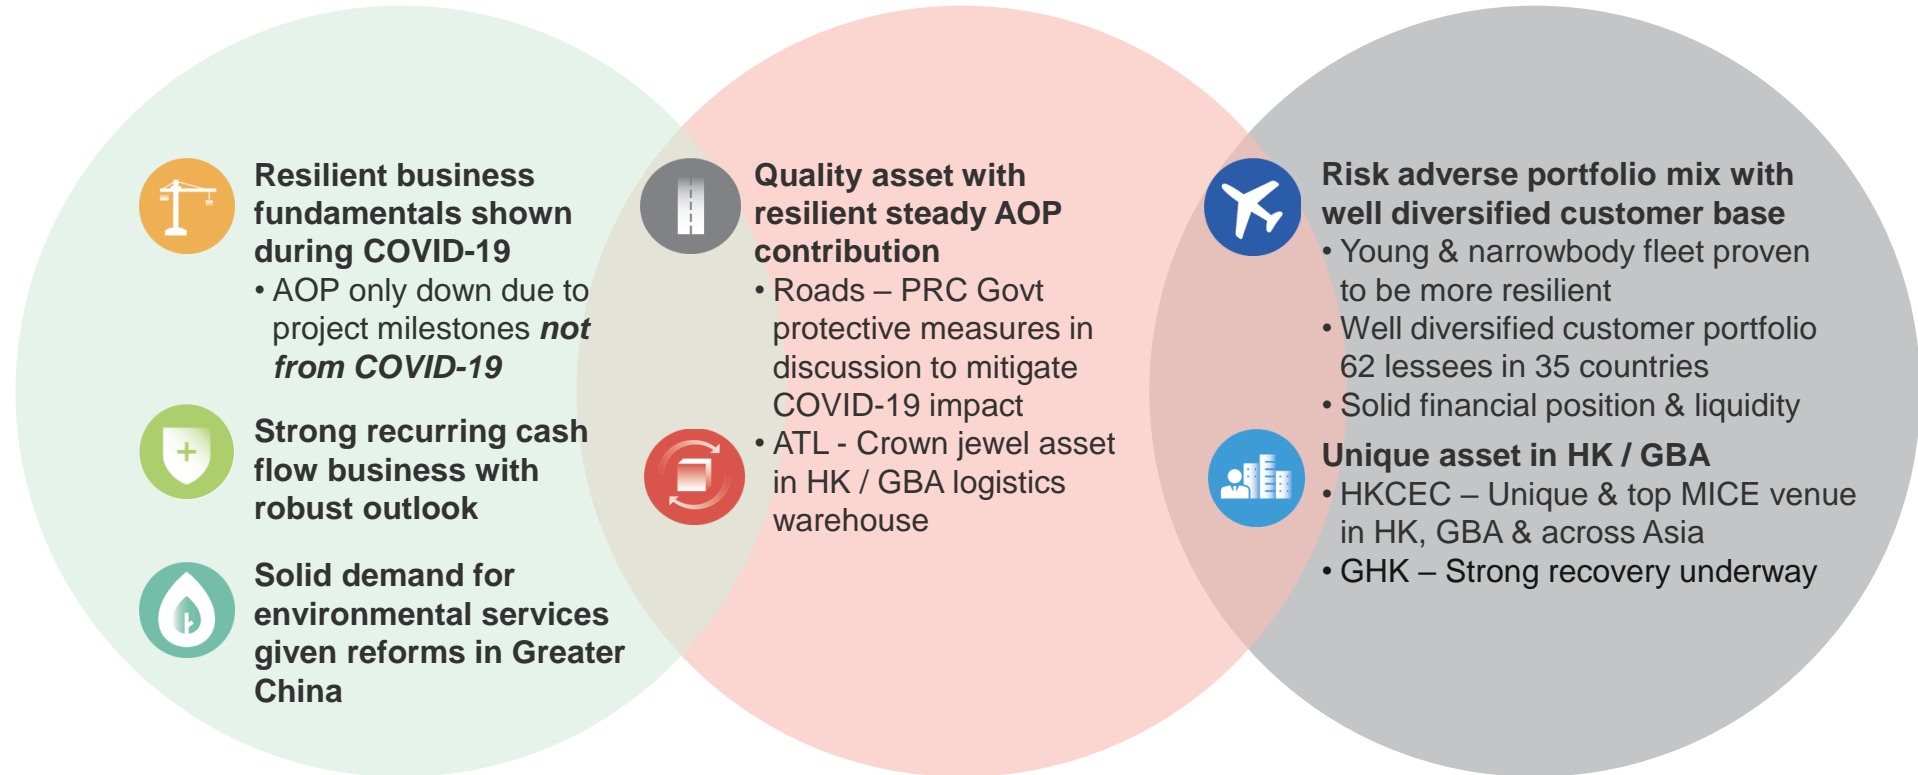 Resilient business
fundamentals shown
during COVID-19
• AOP only down due to
project milestones not
from COVID-19
Strong recurring cash
flow business with
robust outlook
Solid demand for
environmental services
given reforms in Greater
China
Quality asset with
resilient steady AOP
contribution
• Roads – PRC Govt
protective measures in
discussion to mitigate
COVID-19 impact
• ATL - Crown jewel asset
in HK / GBA logistics
warehouse
Risk adverse portfolio mix with
well diversified customer base
• Young & narrowbody fleet proven
to be more resilient
• Well diversified customer portfolio
62 lessees in 35 countries
• Solid financial position & liquidity
Unique asset in HK / GBA
• HKCEC – Unique & top MICE venue
in HK, GBA & across Asia
• GHK – Strong recovery underway